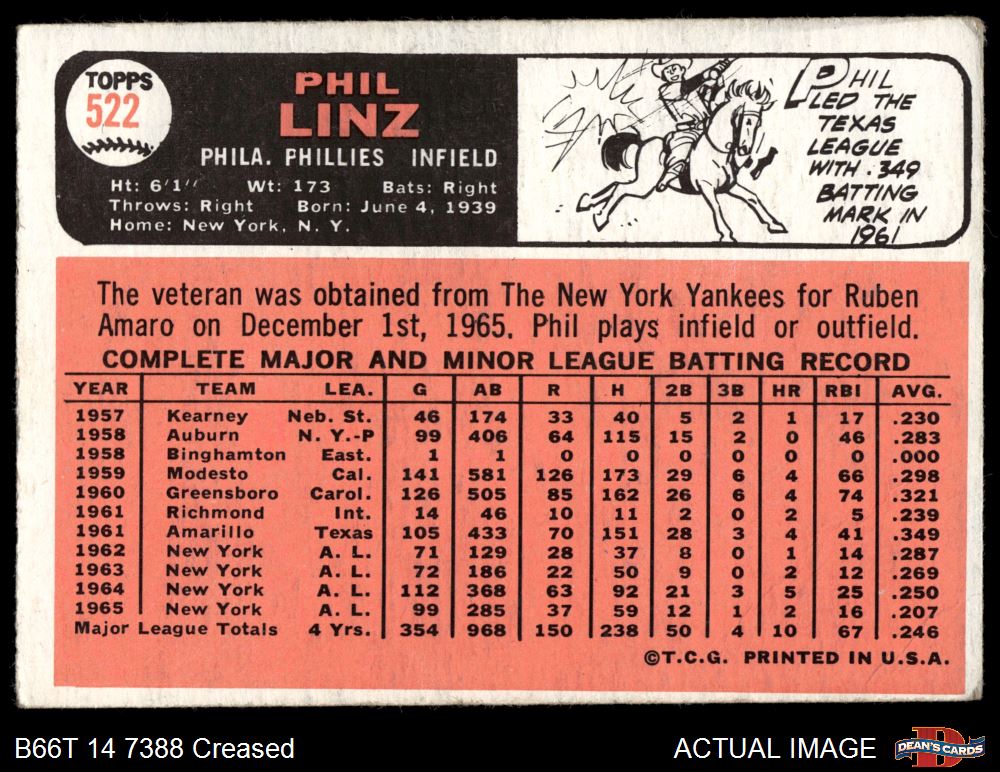 TOPPS
522
PHIL
LINZ
PHILA. PHILLIES INFIELD
Ht: 6'1" Wt: 173 Bats: Right
Throws: Right Born: June 4, 1939
Home: New York, N. Y.
PHIL
LED THE
TEXAS
LEAGUE
WITH .349
BATTING
MARK IN
1961
The veteran was obtained from The New York Yankees for Ruben
Amaro on December 1st, 1965. Phil plays infield or outfield.
COMPLETE MAJOR AND MINOR LEAGUE BATTING RECORD
YEAR TEAM LEA. G AB R H 2B 3B HR RBI AVG.
1957 Kearney Neb. St. 46 174 33 40 5 2 1 17 .230
1958 Auburn N. Y.-P 99 406 64 115 15 2 0 46 .283
1958 Binghamton East. 1 1 0 0 0 0 0 0 .000
1959 Modesto Cal. 141 581 126 173 29 6 4 66 .298
1960 Greensboro Carol. 126 505 85 162 26 6 4 74 .321
1961 Richmond Int. 14 46 10 11 2 0 2 5 .239
1961 Amarillo Texas 105 433 70 151 28 3 4 41 .349
1962 New York A. L. 71 129 28 37 8 0 1 14 .287
1963 New York A. L. 72 186 22 50 9 0 2 12 .269
1964 New York A. L. 112 368 63 92 21 3 5 25 .250
1965 New York A. L. 99 285 37 59 12 1 2 16 .207
Major League Totals 4 Yrs. 354 968 150 238 50 4 10 67 .246
©T.C.G. PRINTED IN U.S.A.
B66T 14 7388 Creased
ACTUAL IMAGE
DEAN'S CARDS